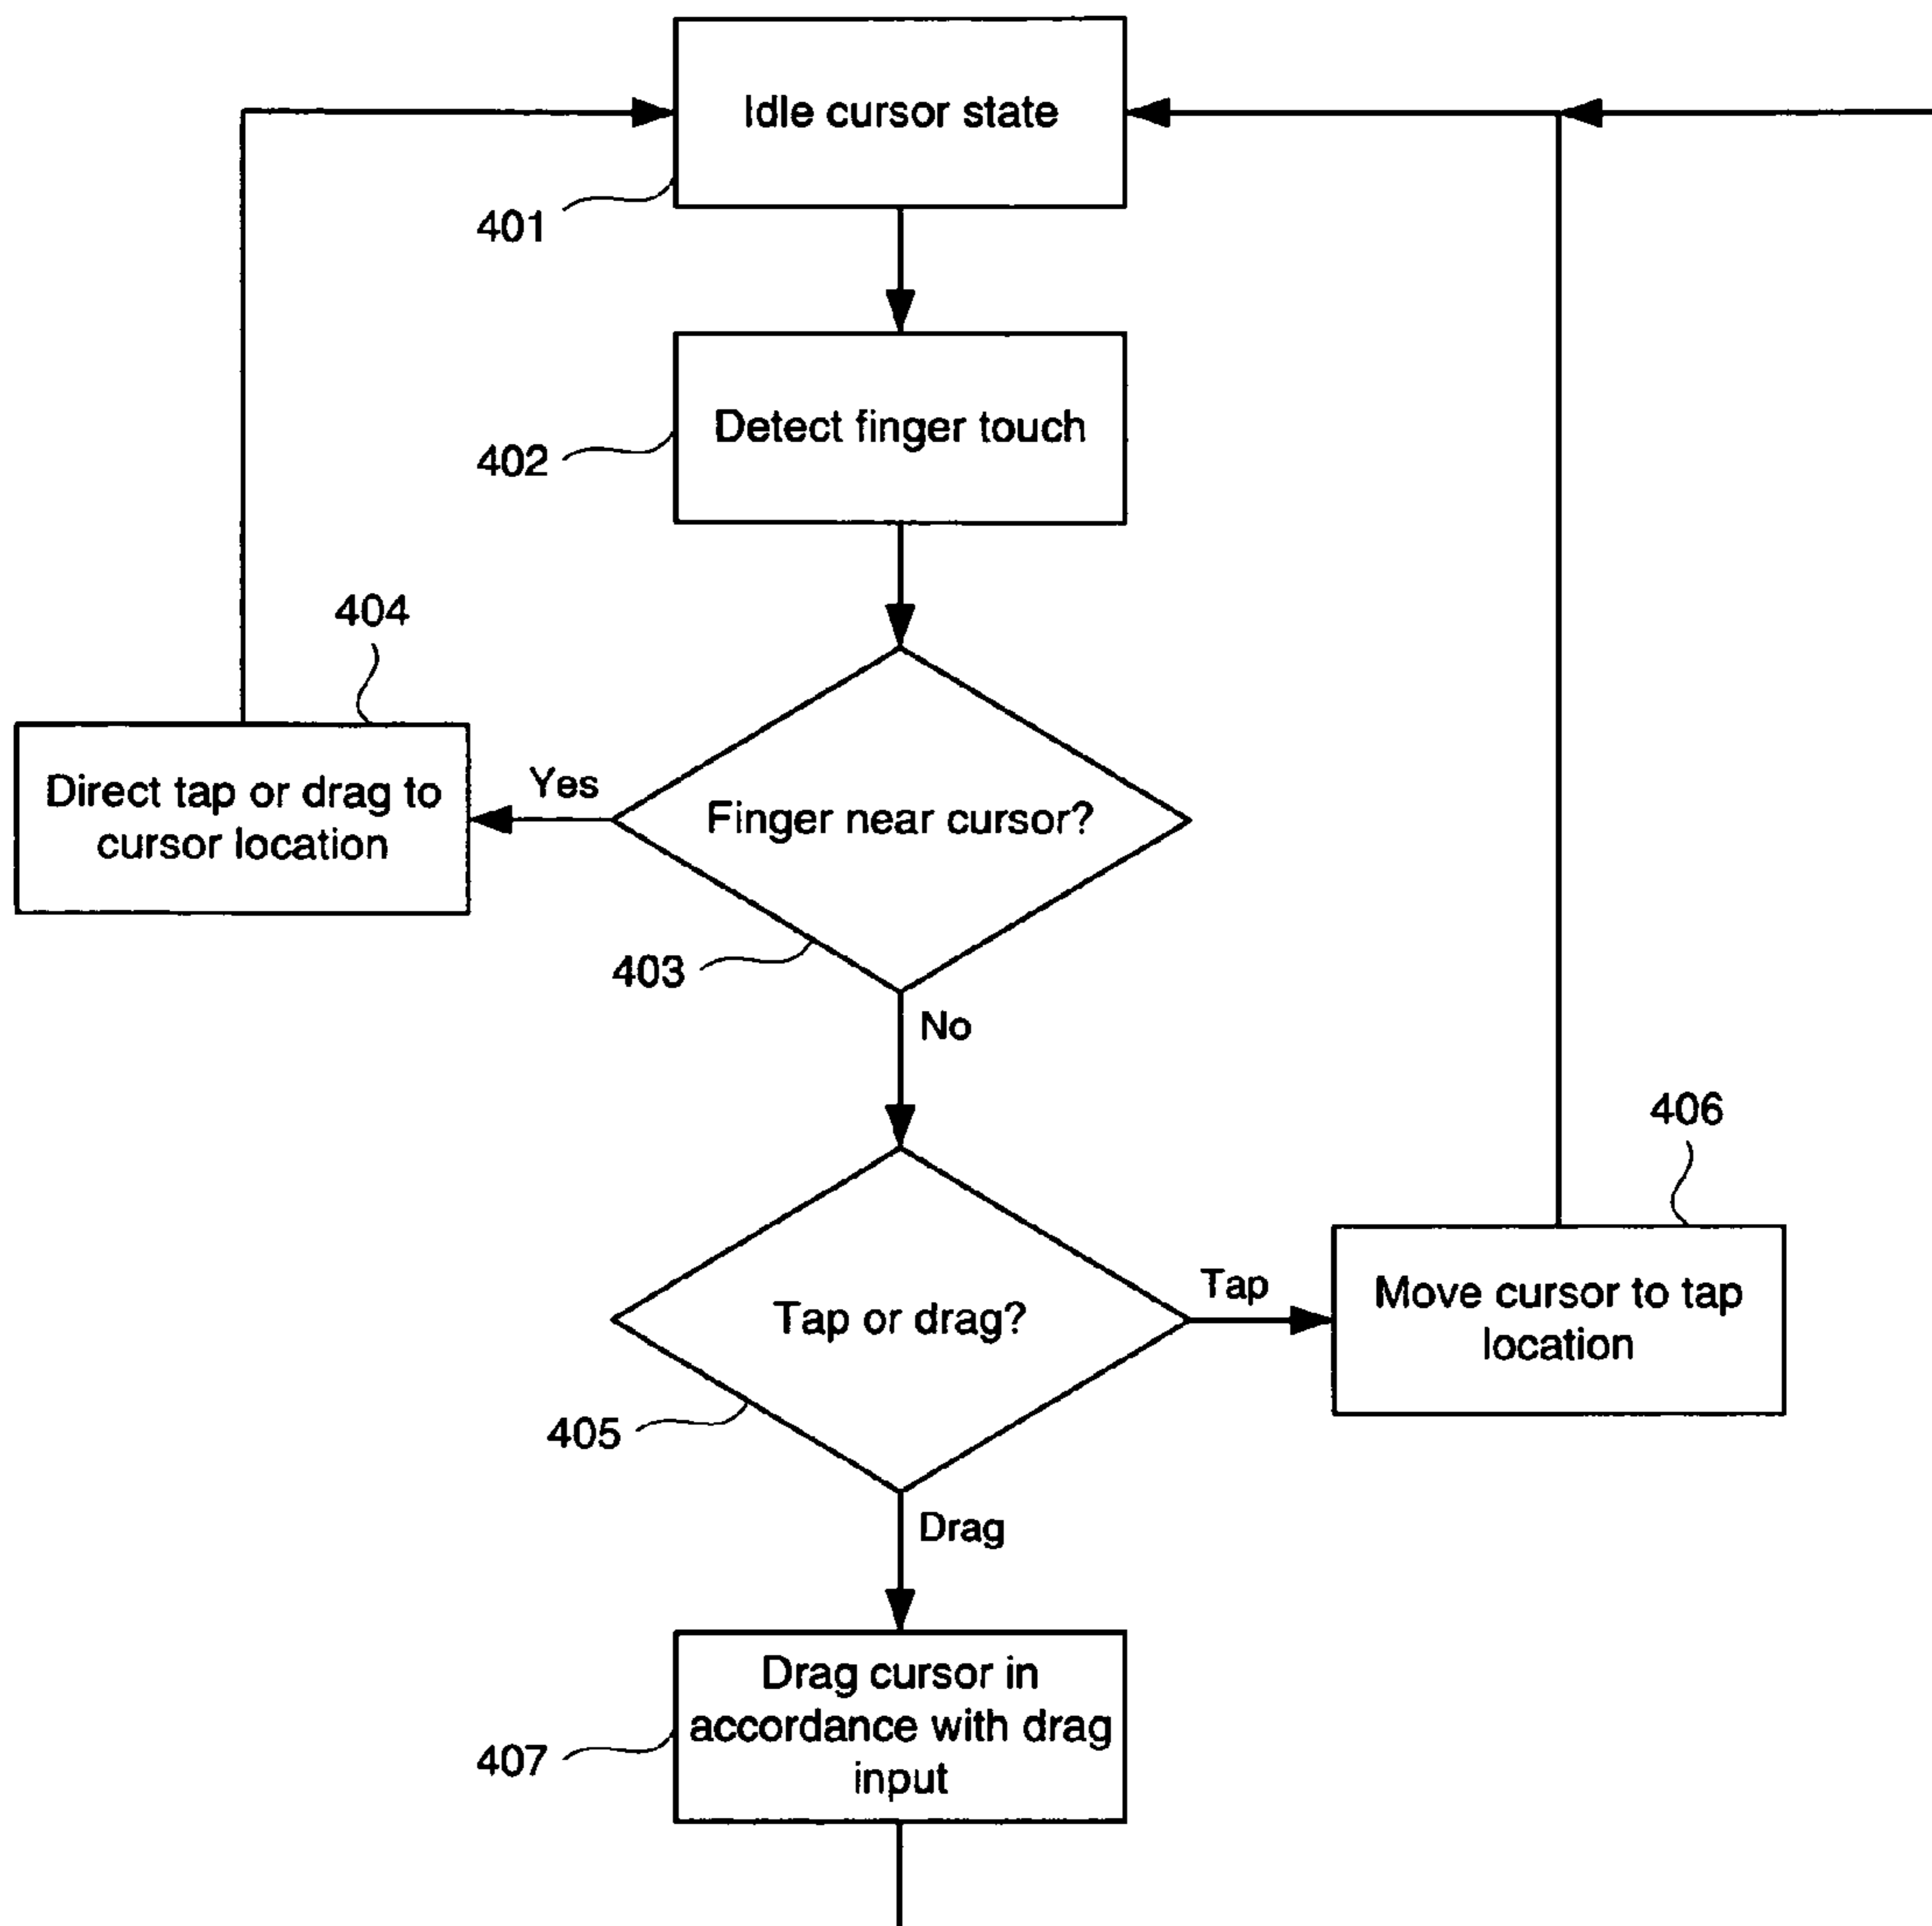 Idle cursor state
401
Detect finger touch
402
404
Direct tap or drag to
cursor location
Yes
Finger near cursor?
403
No
406
Tap or drag?
Tap
Move cursor to tap
location
405
Drag
Drag cursor in
accordance with drag
input
407